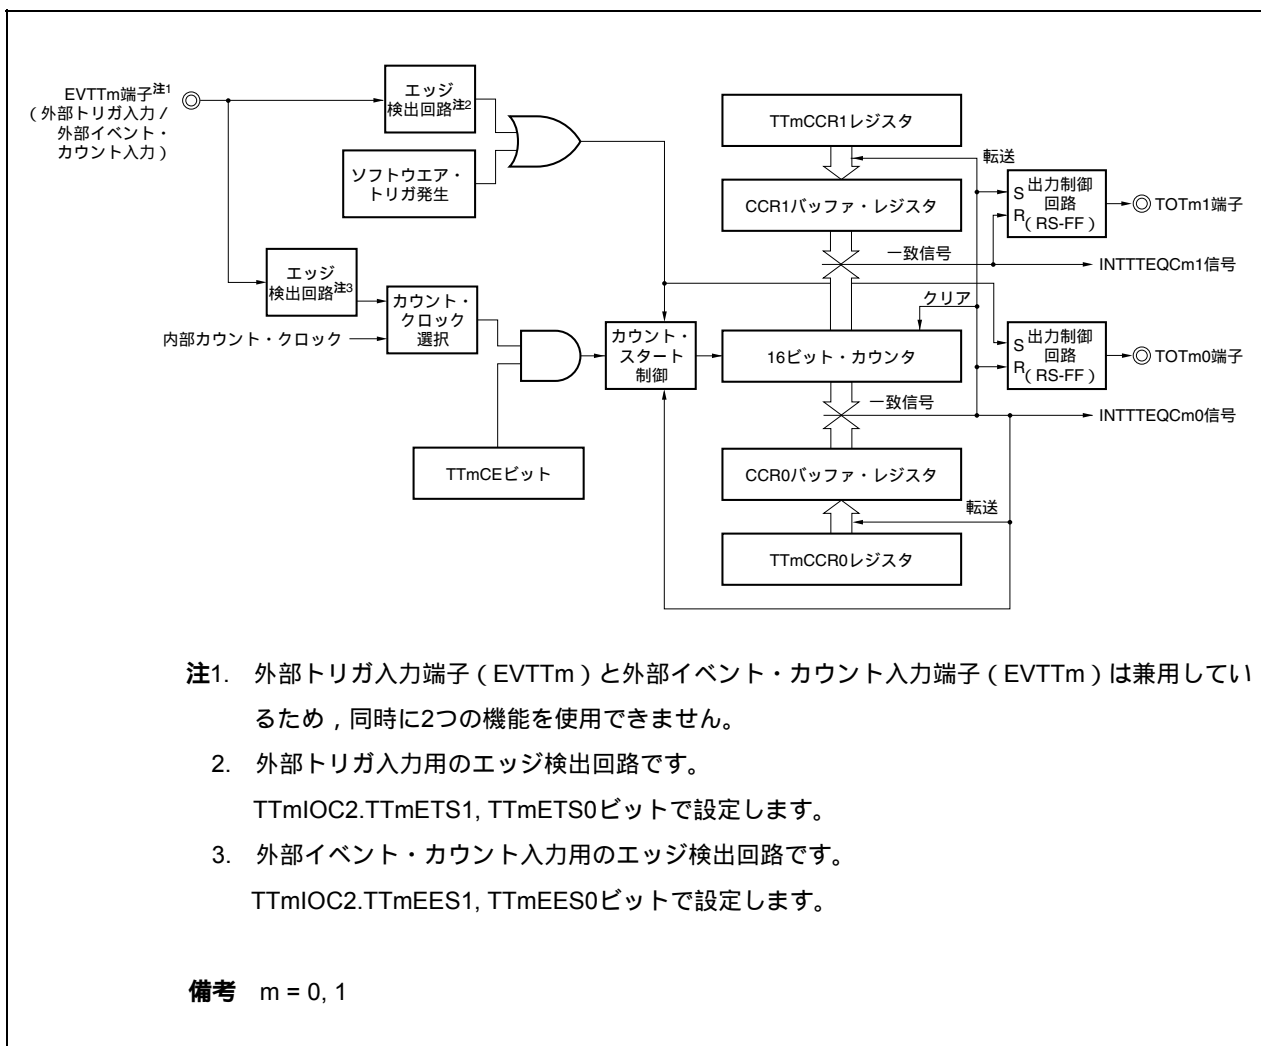 EVTTm端子注1
(外部トリガ入力/
外部イベント・
カウント入力)
エッジ
検出回路注2
ソフトウエア・
トリガ発生
エッジ
検出回路注3
内部カウント・クロック
カウント・
クロック
選択
TTmCEビット
カウント・
スタート
制御
TTmCCR1レジスタ
転送
CCR1バッファ・レジスタ
一致信号
クリア
16ビット・カウンタ
一致信号
CCR0バッファ・レジスタ
転送
TTmCCR0レジスタ
S 出力制御
回路
R (RS-FF)
TOTm1端子
INTTTEQCm1信号
S 出力制御
回路
R (RS-FF)
TOTm0端子
INTTTEQCm0信号
注1. 外部トリガ入力端子(EVTTm)と外部イベント・カウント入力端子(EVTTm)は兼用してい
るため,同時に2つの機能を使用できません。
2. 外部トリガ入力用のエッジ検出回路です。
TTmIOC2.TTmETS1, TTmETS0ビットで設定します。
3. 外部イベント・カウント入力用のエッジ検出回路です。
TTmIOC2.TTmEES1, TTmEES0ビットで設定します。
備考 m = 0, 1